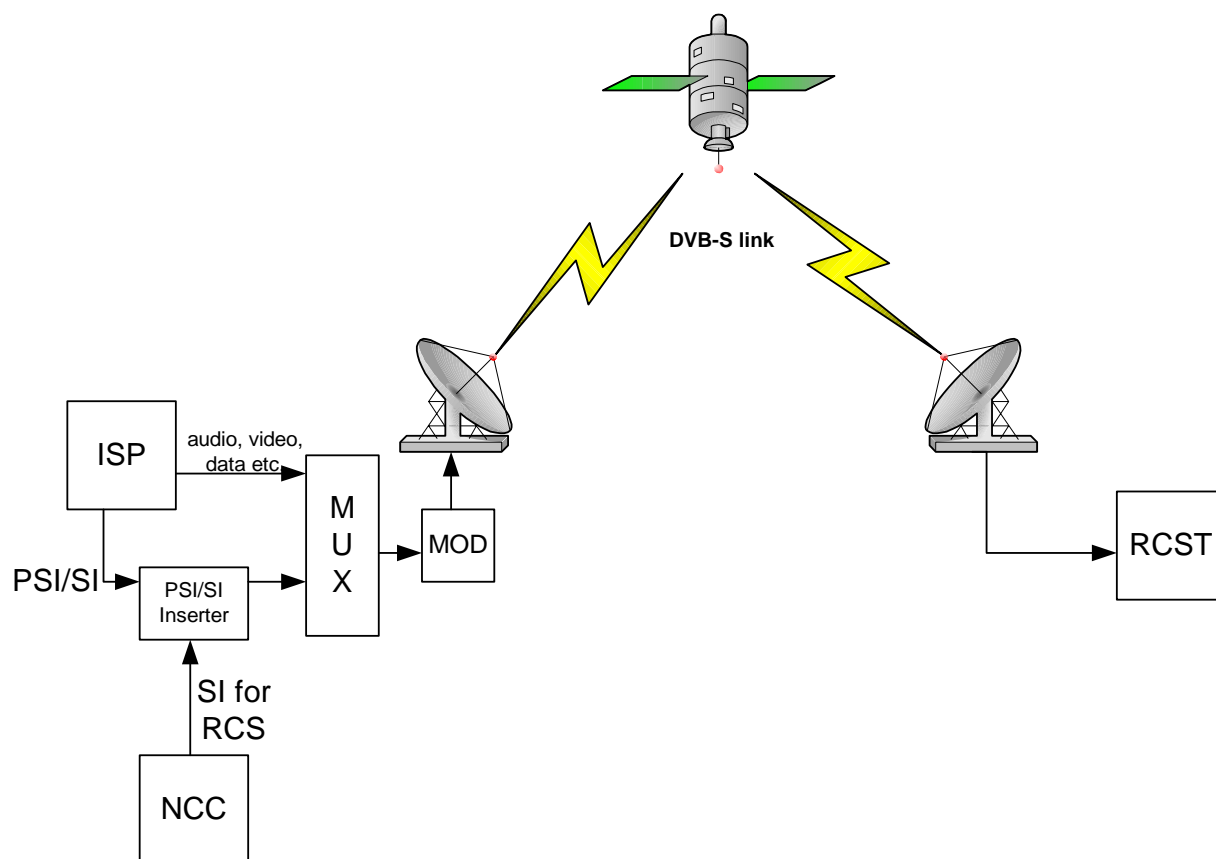 DVB-S link
ISP
audio, video,
data etc.
M
U
X
MOD
RCST
PSI/SI
PSI/SI
Inserter
SI for
RCS
NCC